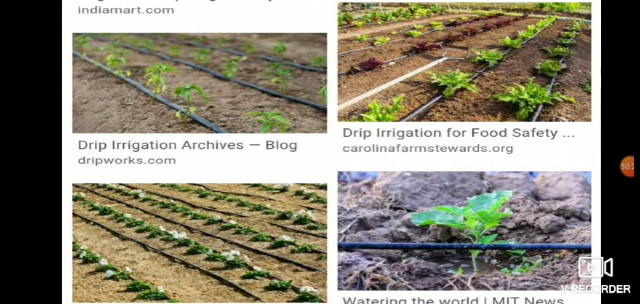 indiamart.com
Drip Irrigation Archives — Blog
dripworks.com
Drip Irrigation for Food Safety ...
carolinafarmstewards.org
Watering the world | MIT News
V-RECORDER